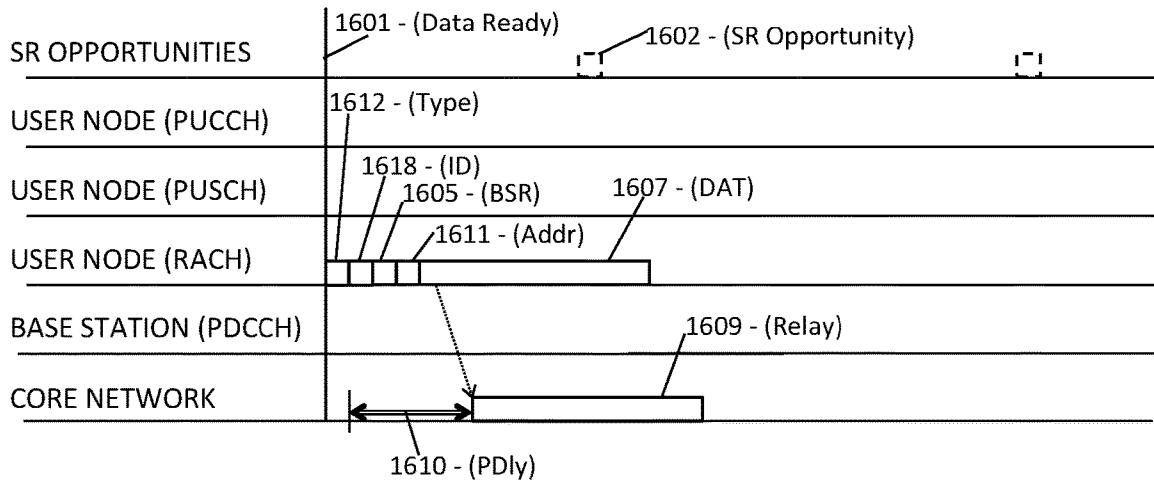 1601 - (Data Ready)
SR OPPORTUNITIES
1602 - (SR Opportunity)
1612 - (Type)
USER NODE (PUCCH)
1618 - (ID)
USER NODE (PUSCH)
1605 - (BSR)
1607 - (DAT)
1611 - (Addr)
USER NODE (RACH)
BASE STATION (PDCCH)
1609 - (Relay)
CORE NETWORK
1610 - (PDly)